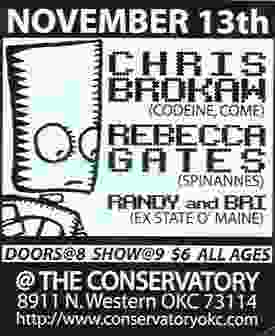 NOVEMBER 13th
CHRIS
BROKAW
(CODEINE, COME)
REBECCA
GATES
(SPINANNES)
RANDY and BRI
(EX STATE O' MAINE)
DOORS@8 SHOW@9 $6 ALL AGES
@ THE CONSERVATORY
8911 N. Western OKC 73114
http://www.conservatoryokc.com